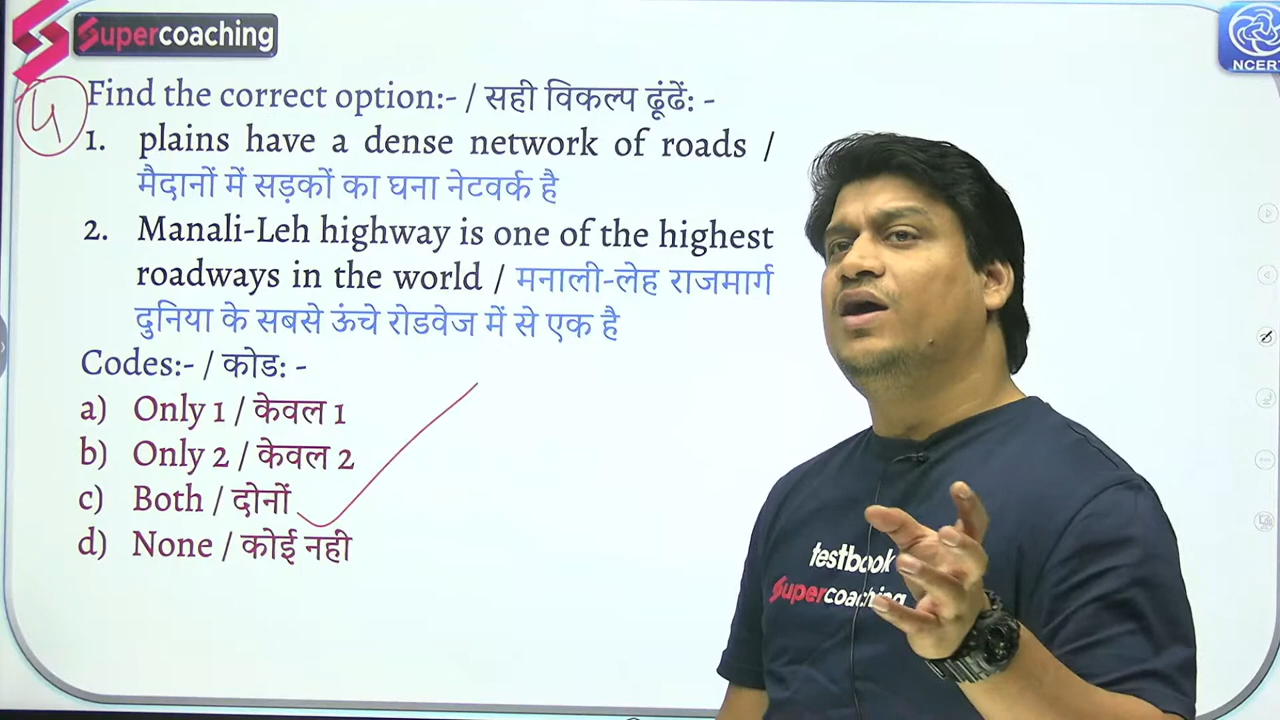 Supercoaching
NCERT
4
Find the correct option:- / सही विकल्प ढूंढें: -
1. plains have a dense network of roads /
मैदानों में सड़कों का घना नेटवर्क है
2. Manali-Leh highway is one of the highest
roadways in the world / मनाली-लेह राजमार्ग
दुनिया के सबसे ऊंचे रोडवेज में से एक है
Codes:- / कोड: -
a) Only 1 / केवल 1
b) Only 2 / केवल 2
c) Both / दोनों
d) None / कोई नही
testbook
Supercoaching